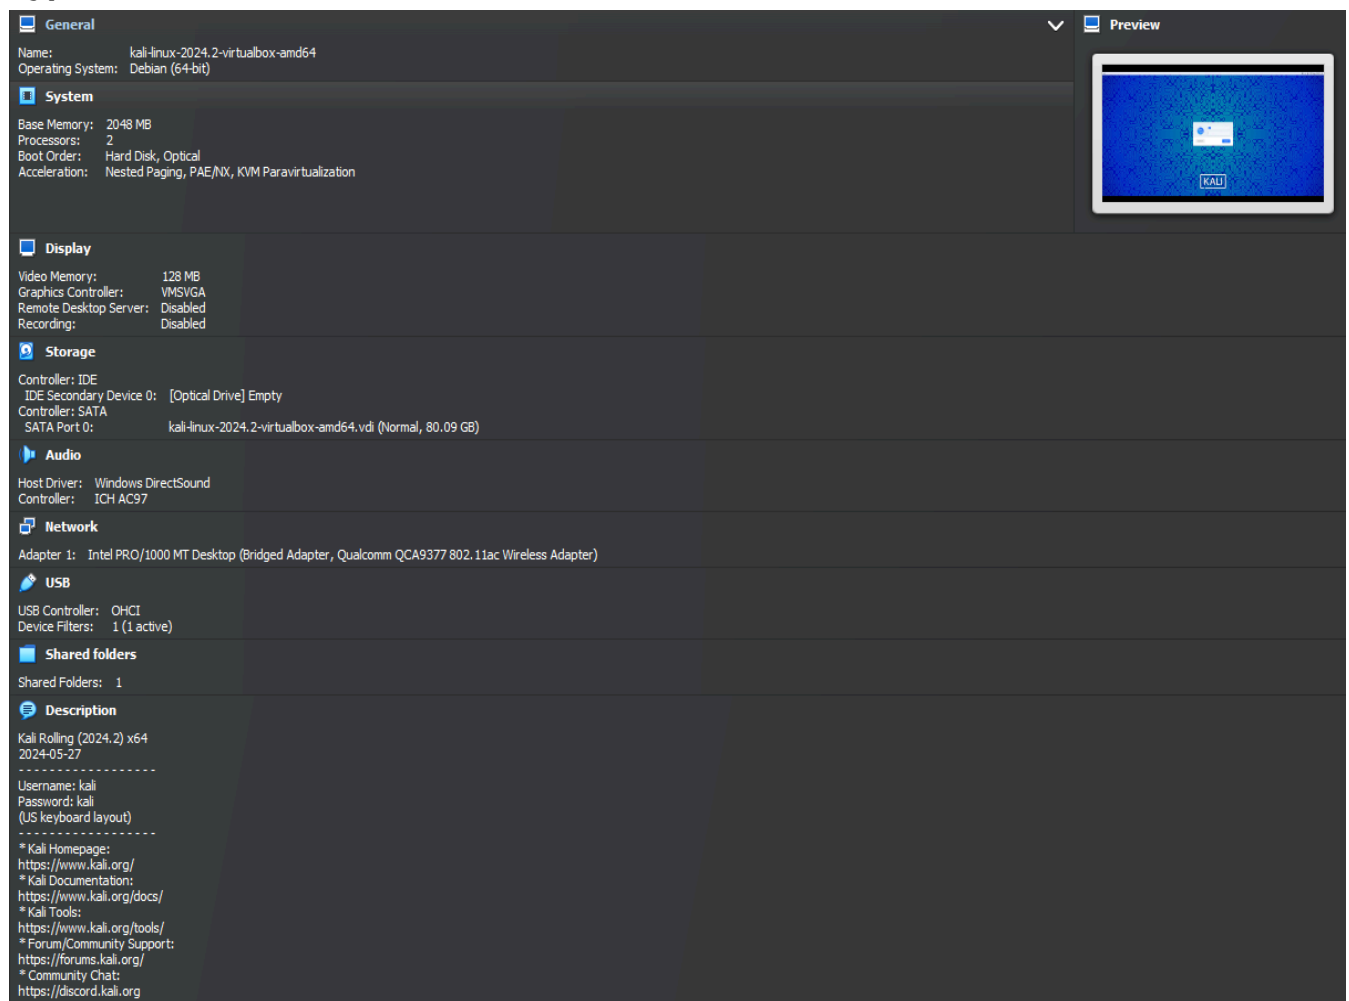 General
Name: kali-linux-2024.2-virtualbox-amd64
Operating System: Debian (64-bit)
System
Base Memory: 2048 MB
Processors: 2
Boot Order: Hard Disk, Optical
Acceleration: Nested Paging, PAE/NX, KVM Paravirtualization
Preview
KALI
Display
Video Memory: 128 MB
Graphics Controller: VMSVGA
Remote Desktop Server: Disabled
Recording: Disabled
Storage
Controller: IDE
IDE Secondary Device 0: [Optical Drive] Empty
Controller: SATA
SATA Port 0: kali-linux-2024.2-virtualbox-amd64.vdi (Normal, 80.09 GB)
Audio
Host Driver: Windows DirectSound
Controller: ICH AC97
Network
Adapter 1: Intel PRO/1000 MT Desktop (Bridged Adapter, Qualcomm QCA9377 802.11ac Wireless Adapter)
USB
USB Controller: OHCI
Device Filters: 1 (1 active)
Shared folders
Shared Folders: 1
Description
Kali Rolling (2024.2) x64
2024-05-27
- - - - - - - - - - - - - - - - - -
Username: kali
Password: kali
(US keyboard layout)
- - - - - - - - - - - - - - - - - -
* Kali Homepage:
https://www.kali.org/
* Kali Documentation:
https://www.kali.org/docs/
* Kali Tools:
https://www.kali.org/tools/
* Forum/Community Support:
https://forums.kali.org/
* Community Chat:
https://discord.kali.org